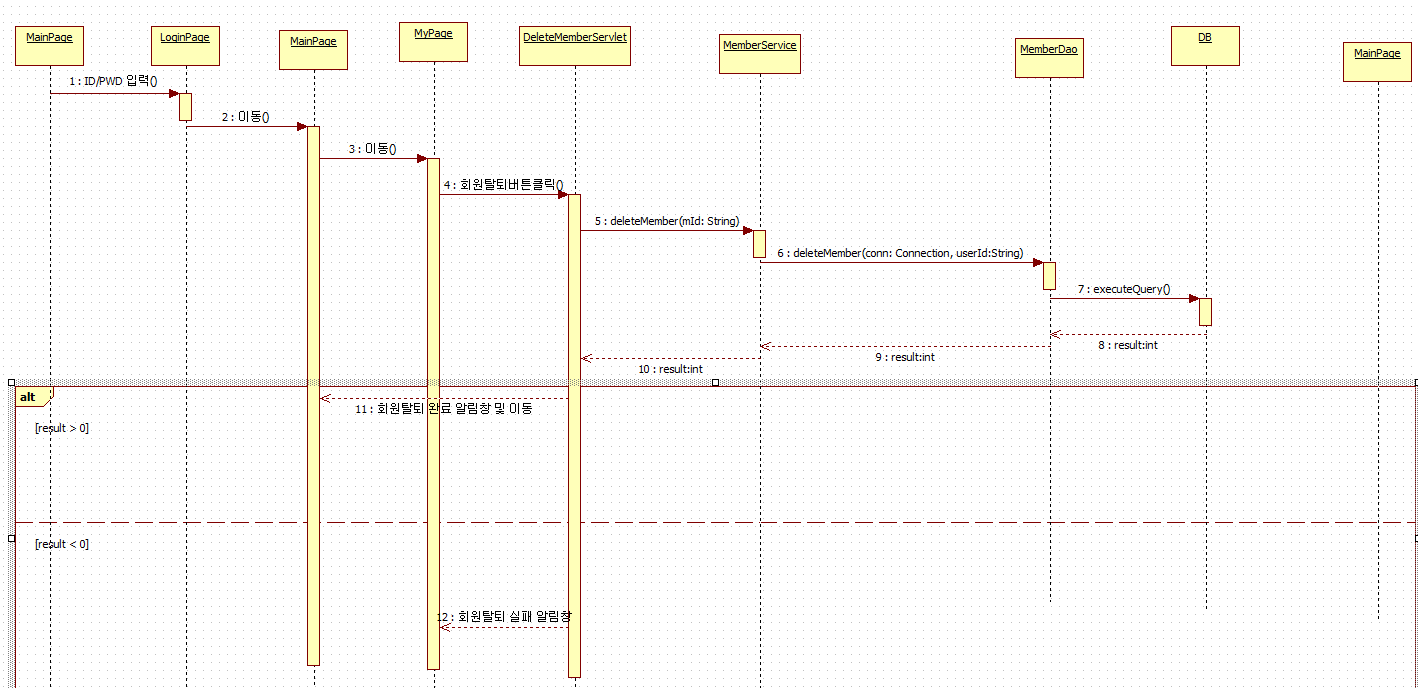 MainPage
LoginPage
MainPage
MyPage
DeleteMemberServlet
MemberService
MemberDao
DB
MainPage
1 : ID/PWD 입력()
2 : 이동()
3 : 이동()
4 : 회원탈퇴버튼클릭()
5 : deleteMember(mId: String)
6 : deleteMember(conn: Connection, userId:String)
7 : executeQuery()
8 : result:int
9 : result:int
10 : result:int
alt
11 : 회원탈퇴 완료 알림창 및 이동
[result > 0]
[result < 0]
12 : 회원탈퇴 실패 알림창